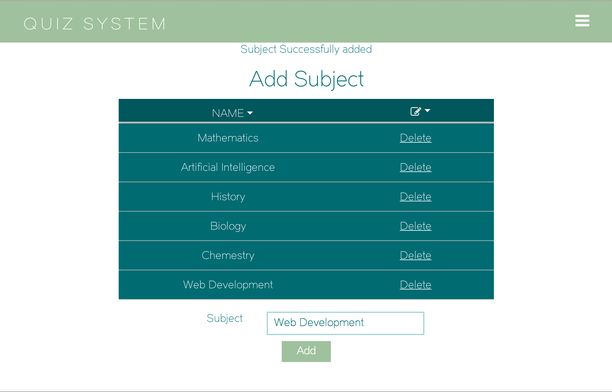 QUIZ SYSTEM
Subject Successfully added
Add Subject
NAME
Mathematics Delete
Artificial Intelligence Delete
History Delete
Biology Delete
Chemestry Delete
Web Development Delete
Subject Web Development
Add